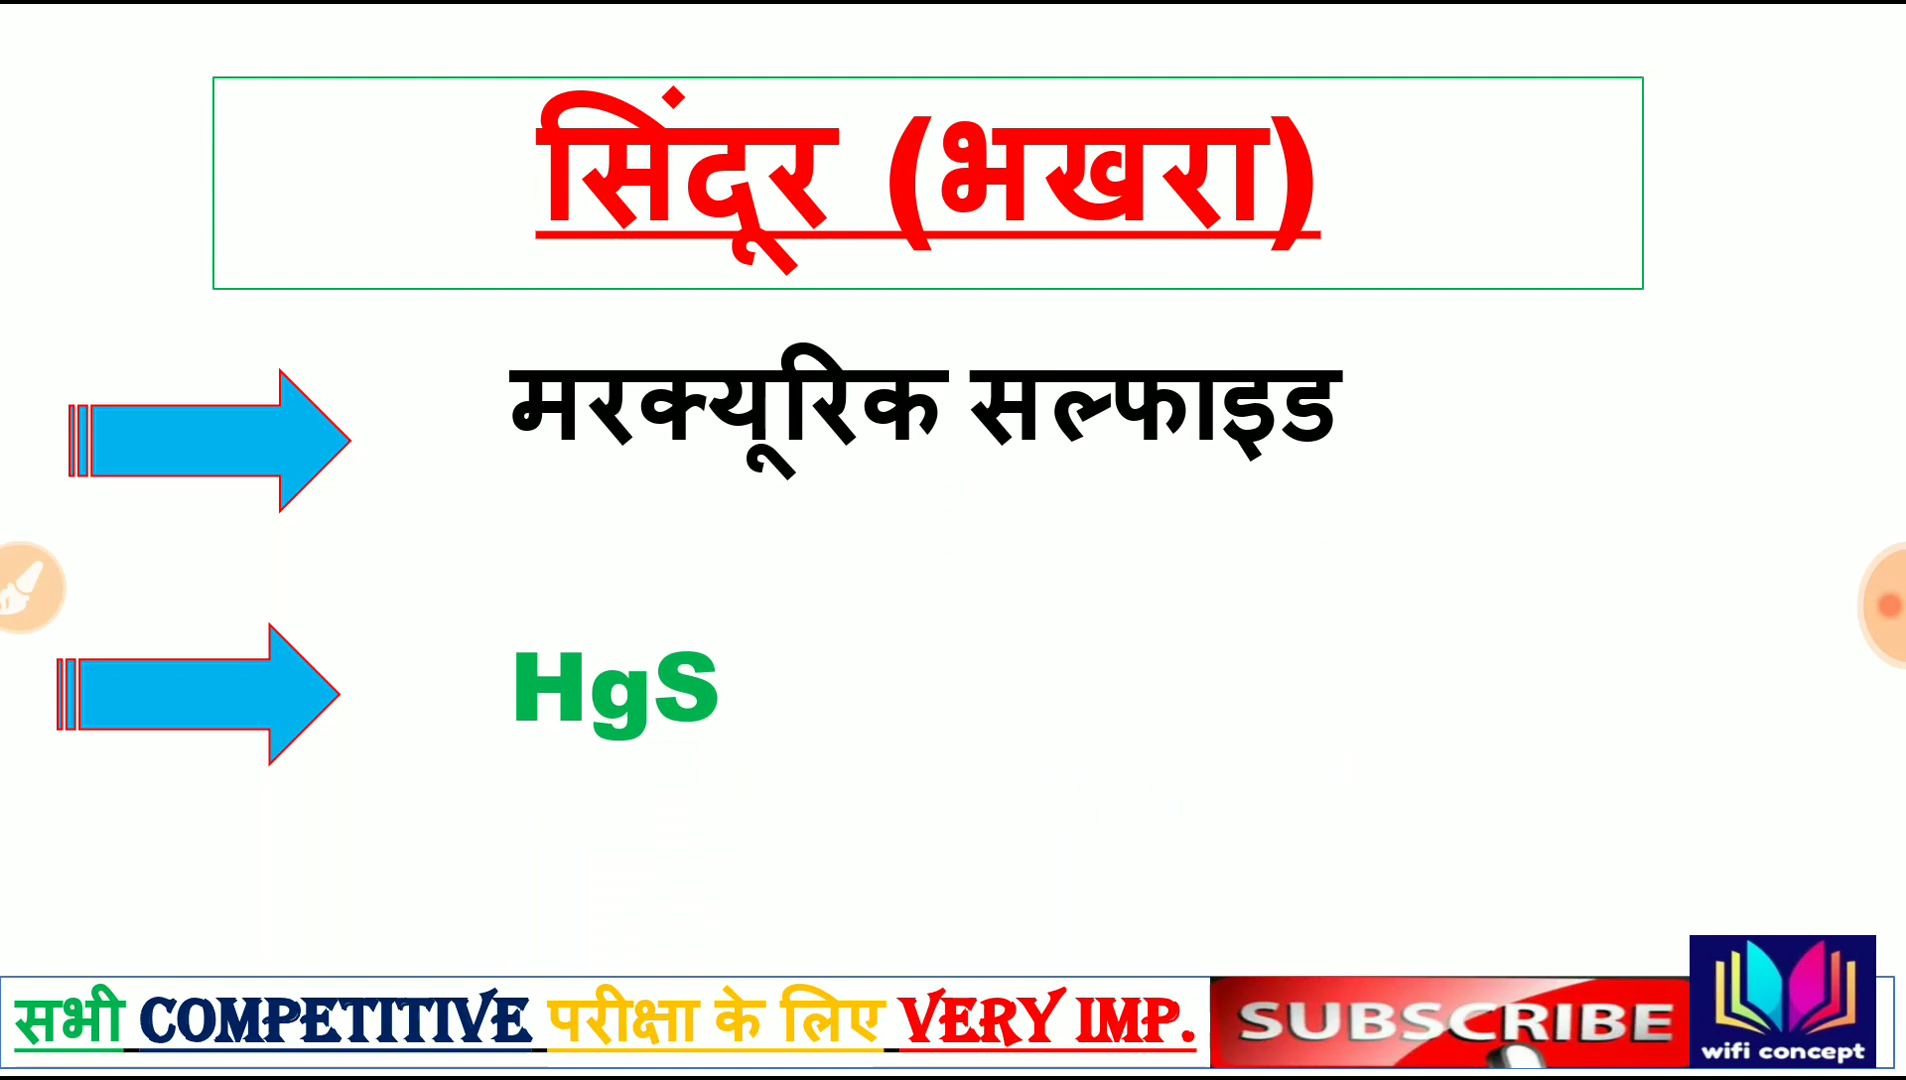 सिंदूर (भखरा)
मरक्यूरिक सल्फाइड
HgS
सभी COMPETITIVE परीक्षा के लिए VERY IMP.
SUBSCRIBE
wifi concept